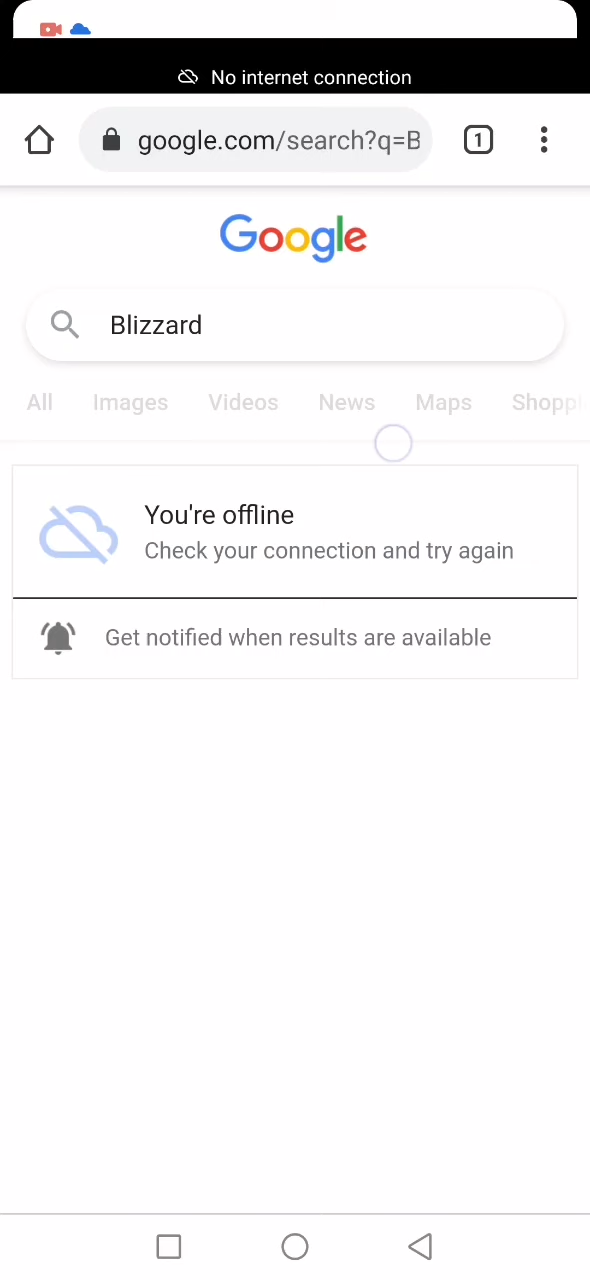 No internet connection
google.com/search?q=B
1
Google
Blizzard
All Images Videos News Maps Shoppi
You're offline
Check your connection and try again
Get notified when results are available